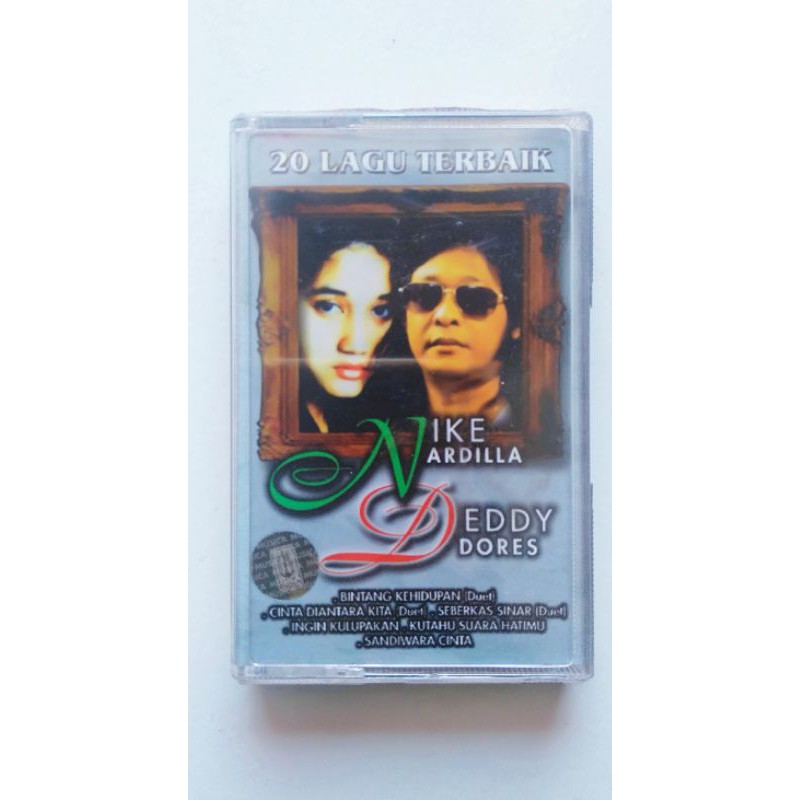 20 LAGU TERBAIK
NIKE
ARDILLA
DEDDY
DORES
MUSICA
. BINTANG KEHIDUPAN (Duet)
. CINTA DIANTARA KITA (Duet) . SEBERKAS SINAR (Duet)
. INGIN KULUPAKAN . KUTAHU SUARA HATIMU
. SANDIWARA CINTA